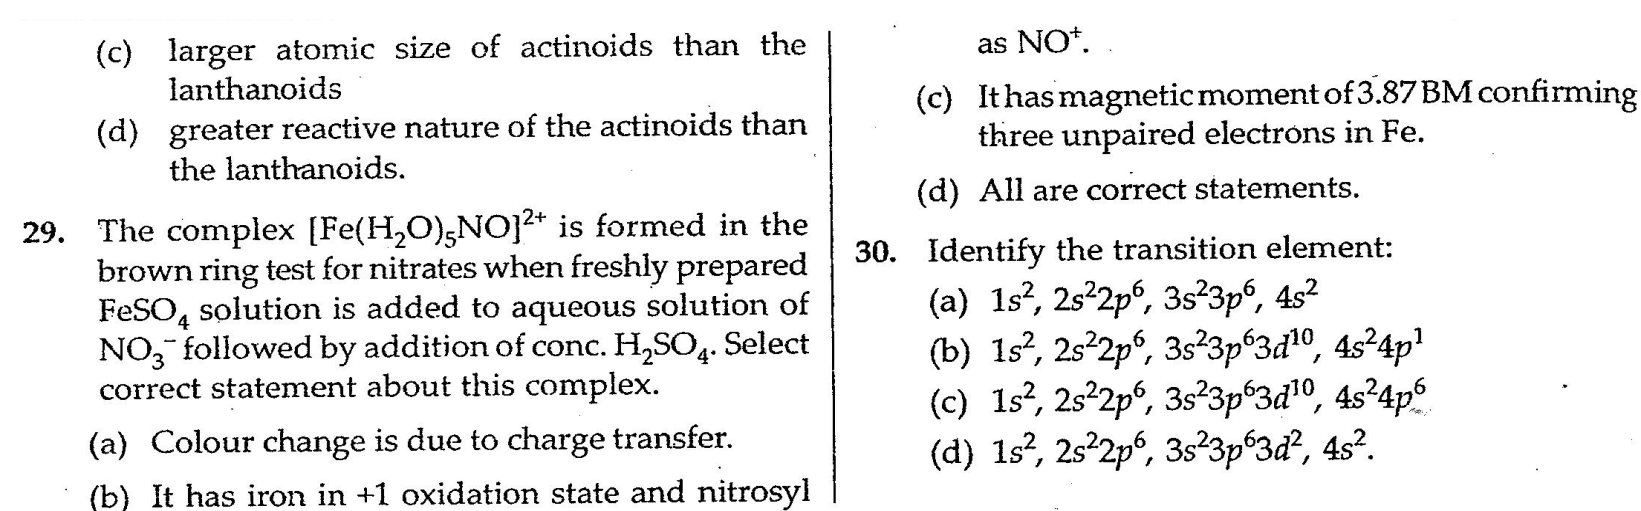 (c) larger atomic size of actinoids than the
lanthanoids
(d) greater reactive nature of the actinoids than
the lanthanoids.
29. The complex [Fe(H₂O)₅NO]²⁺ is formed in the
brown ring test for nitrates when freshly prepared
FeSO₄ solution is added to aqueous solution of
NO₃⁻ followed by addition of conc. H₂SO₄. Select
correct statement about this complex.
(a) Colour change is due to charge transfer.
(b) It has iron in +1 oxidation state and nitrosyl
as NO⁺.
(c) It has magnetic moment of 3.87 BM confirming
three unpaired electrons in Fe.
(d) All are correct statements.
30. Identify the transition element:
(a) 1s², 2s²2p⁶, 3s²3p⁶, 4s²
(b) 1s², 2s²2p⁶, 3s²3p⁶3d¹⁰, 4s²4p¹
(c) 1s², 2s²2p⁶, 3s²3p⁶3d¹⁰, 4s²4p⁶
(d) 1s², 2s²2p⁶, 3s²3p⁶3d², 4s².